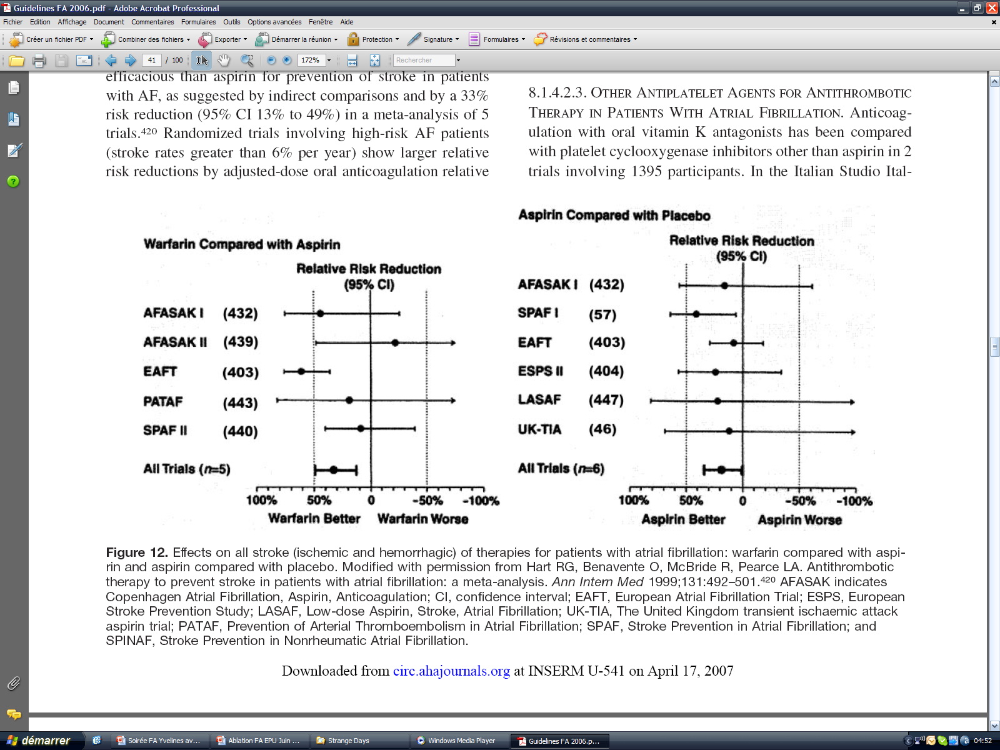 Guidelines FA 2006.pdf - Adobe Acrobat Professional
Fichier Edition Affichage Document Commentaires Formulaires Outils Options avancées Fenêtre Aide
Créer un fichier PDF Combiner des fichiers Exporter Démarrer la réunion Protection Signature Formulaires Révisions et commentaires
41 / 100 172% Rechercher
efficacious than aspirin for prevention of stroke in patients
with AF, as suggested by indirect comparisons and by a 33%
risk reduction (95% CI 13% to 49%) in a meta-analysis of 5
trials.⁴²⁰ Randomized trials involving high-risk AF patients
(stroke rates greater than 6% per year) show larger relative
risk reductions by adjusted-dose oral anticoagulation relative
8.1.4.2.3. OTHER ANTIPLATELET AGENTS FOR ANTITHROMBOTIC
THERAPY IN PATIENTS WITH ATRIAL FIBRILLATION. Anticoag-
ulation with oral vitamin K antagonists has been compared
with platelet cyclooxygenase inhibitors other than aspirin in 2
trials involving 1395 participants. In the Italian Studio Ital-
Warfarin Compared with Aspirin
Relative Risk Reduction
(95% CI)
AFASAK I (432)
AFASAK II (439)
EAFT (403)
PATAF (443)
SPAF II (440)
All Trials (n=5)
100% 50% 0 -50% -100%
Warfarin Better Warfarin Worse
Aspirin Compared with Placebo
Relative Risk Reduction
(95% CI)
AFASAK I (432)
SPAF I (57)
EAFT (403)
ESPS II (404)
LASAF (447)
UK-TIA (46)
All Trials (n=6)
100% 50% 0 -50% -100%
Aspirin Better Aspirin Worse
Figure 12. Effects on all stroke (ischemic and hemorrhagic) of therapies for patients with atrial fibrillation: warfarin compared with aspi-
rin and aspirin compared with placebo. Modified with permission from Hart RG, Benavente O, McBride R, Pearce LA. Antithrombotic
therapy to prevent stroke in patients with atrial fibrillation: a meta-analysis. Ann Intern Med 1999;131:492–501.⁴²⁰ AFASAK indicates
Copenhagen Atrial Fibrillation, Aspirin, Anticoagulation; CI, confidence interval; EAFT, European Atrial Fibrillation Trial; ESPS, European
Stroke Prevention Study; LASAF, Low-dose Aspirin, Stroke, Atrial Fibrillation; UK-TIA, The United Kingdom transient ischaemic attack
aspirin trial; PATAF, Prevention of Arterial Thromboembolism in Atrial Fibrillation; SPAF, Stroke Prevention in Atrial Fibrillation; and
SPINAF, Stroke Prevention in Nonrheumatic Atrial Fibrillation.
Downloaded from circ.ahajournals.org at INSERM U-541 on April 17, 2007
démarrer Soirée FA Yvelines av... Ablation FA EPU Juin ... Strange Days Windows Media Player Guidelines FA 2006.p... 04:52